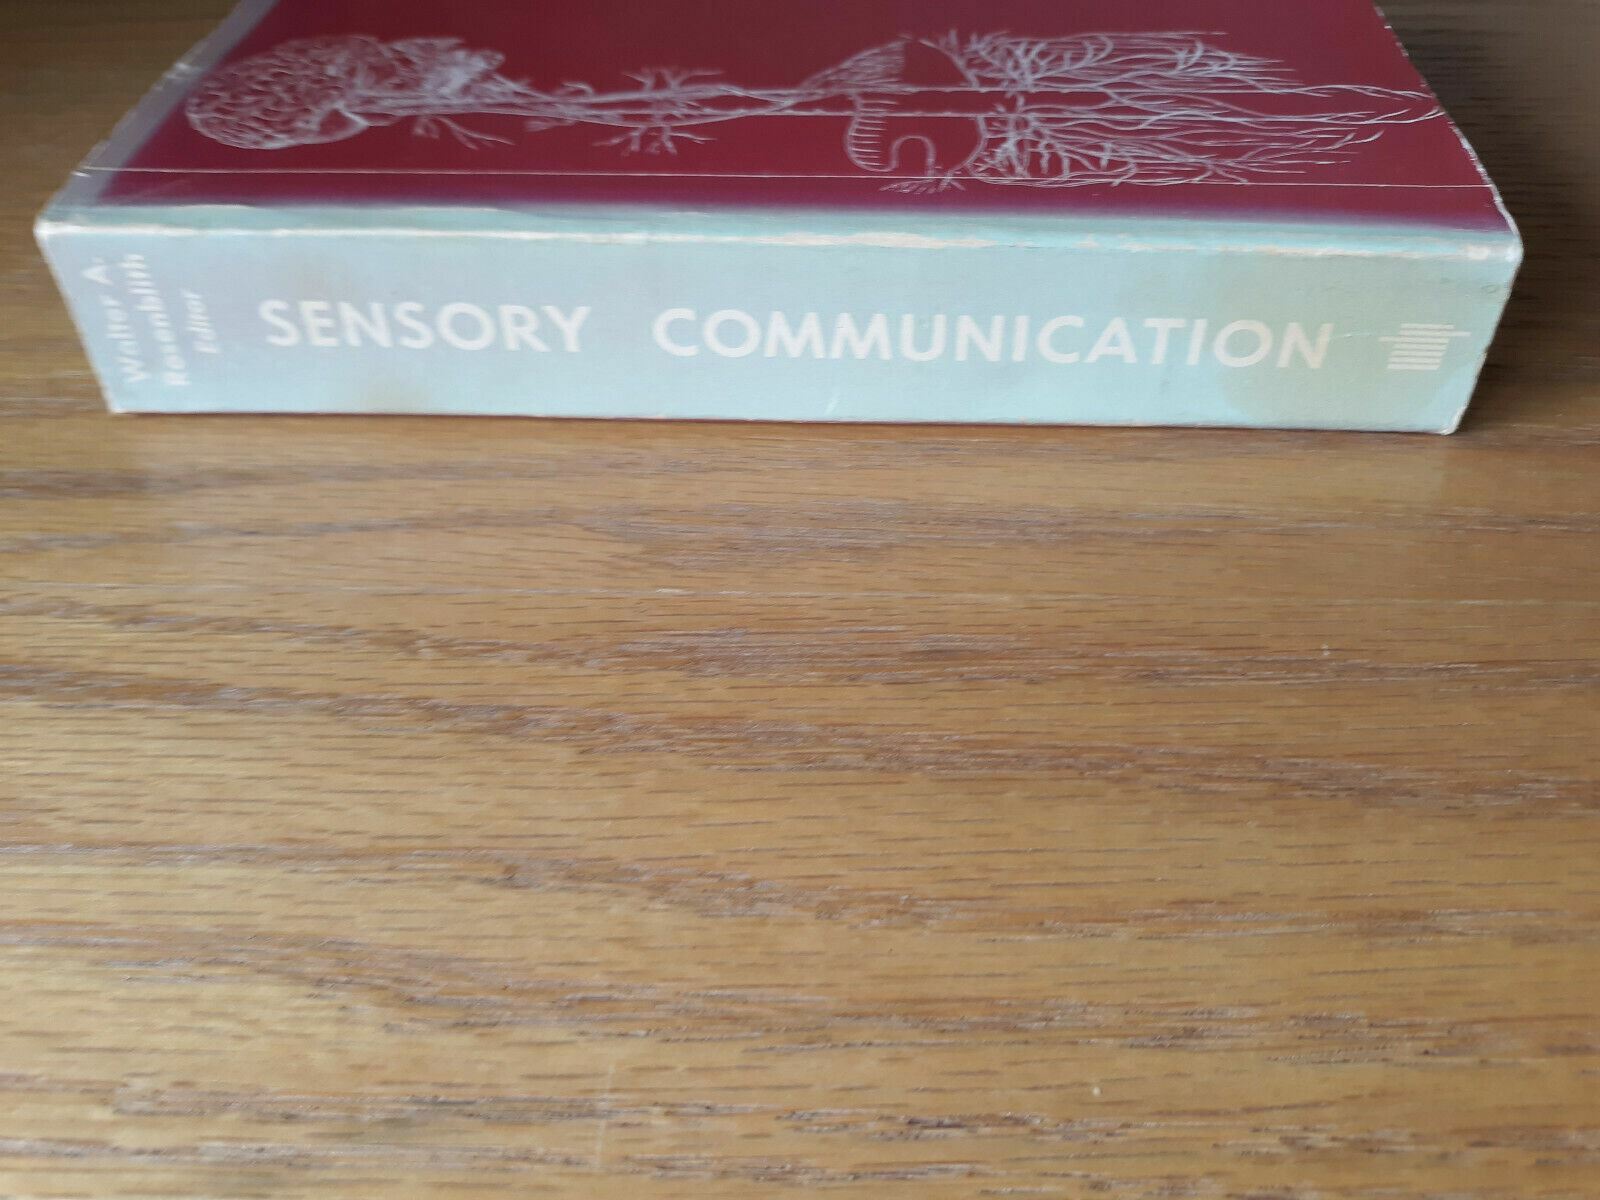 Walter A.
Rosenblith
Editor
SENSORY COMMUNICATION